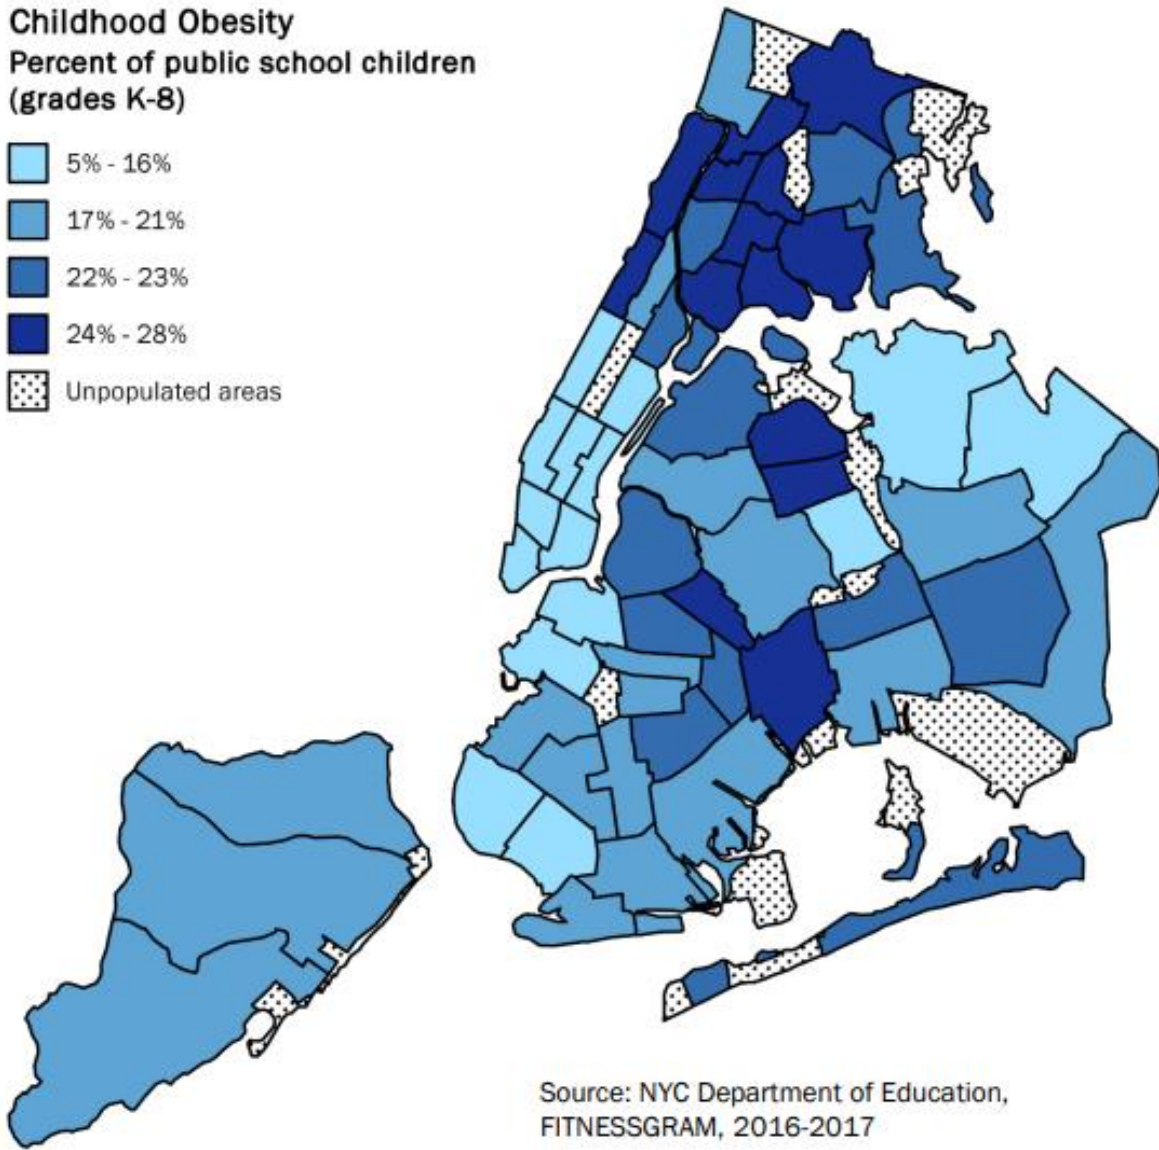 Childhood Obesity
Percent of public school children
(grades K-8)
5% - 16%
17% - 21%
22% - 23%
24% - 28%
Unpopulated areas
Source: NYC Department of Education,
FITNESSGRAM, 2016-2017